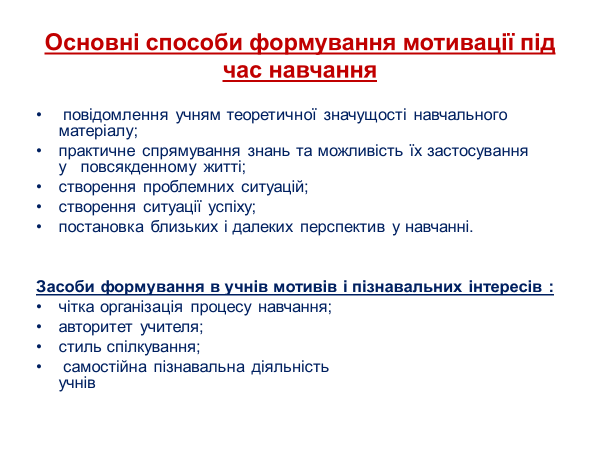 Основні способи формування мотивації під
час навчання
• повідомлення учням теоретичної значущості навчального
матеріалу;
• практичне спрямування знань та можливість їх застосування
у повсякденному житті;
• створення проблемних ситуацій;
• створення ситуації успіху;
• постановка близьких і далеких перспектив у навчанні.
Засоби формування в учнів мотивів і пізнавальних інтересів :
• чітка організація процесу навчання;
• авторитет учителя;
• стиль спілкування;
• самостійна пізнавальна діяльність
учнів